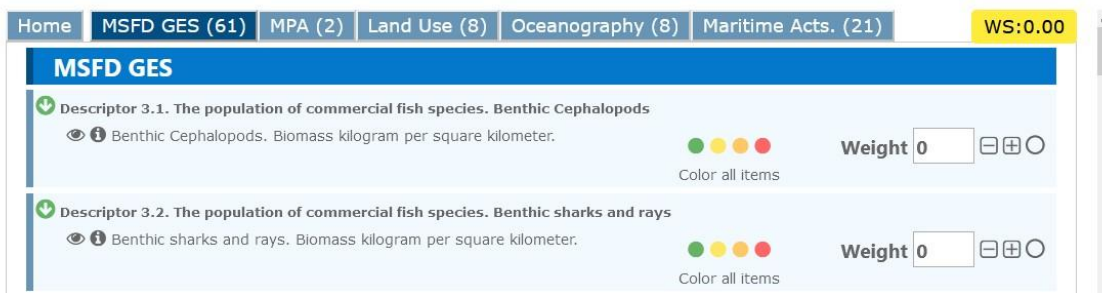 Home MSFD GES (61) MPA (2) Land Use (8) Oceanography (8) Maritime Acts. (21) WS:0.00
MSFD GES
Descriptor 3.1. The population of commercial fish species. Benthic Cephalopods
Benthic Cephalopods. Biomass kilogram per square kilometer.
Weight 0
Color all items
Descriptor 3.2. The population of commercial fish species. Benthic sharks and rays
Benthic sharks and rays. Biomass kilogram per square kilometer.
Weight 0
Color all items